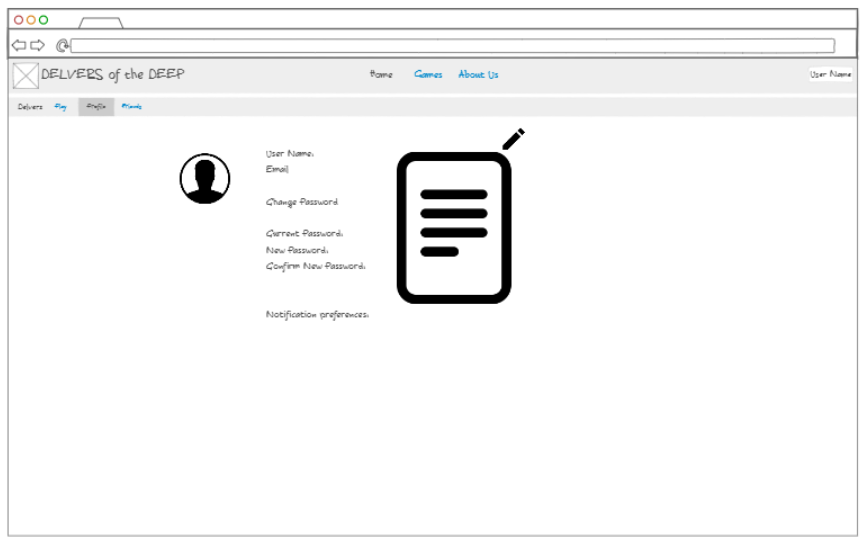 DELVERS of the DEEP
Home Games About Us
User Name
Delvers Play Profile Friends
User Name:
Email
Change Password
Current Password:
New Password:
Confirm New Password:
Notification preferences: